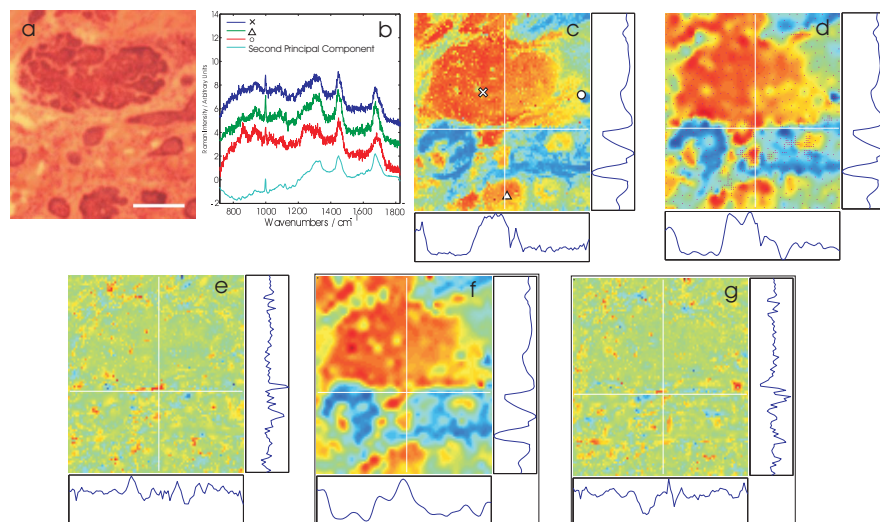 a
b
c
d
14
12
10
8
6
4
2
0
-2
×
△
○
Second Principal Component
Raman Intensity / Arbitrary Units
800 1000 1200 1400 1600 1800
Wavenumbers / cm⁻¹
e
f
g